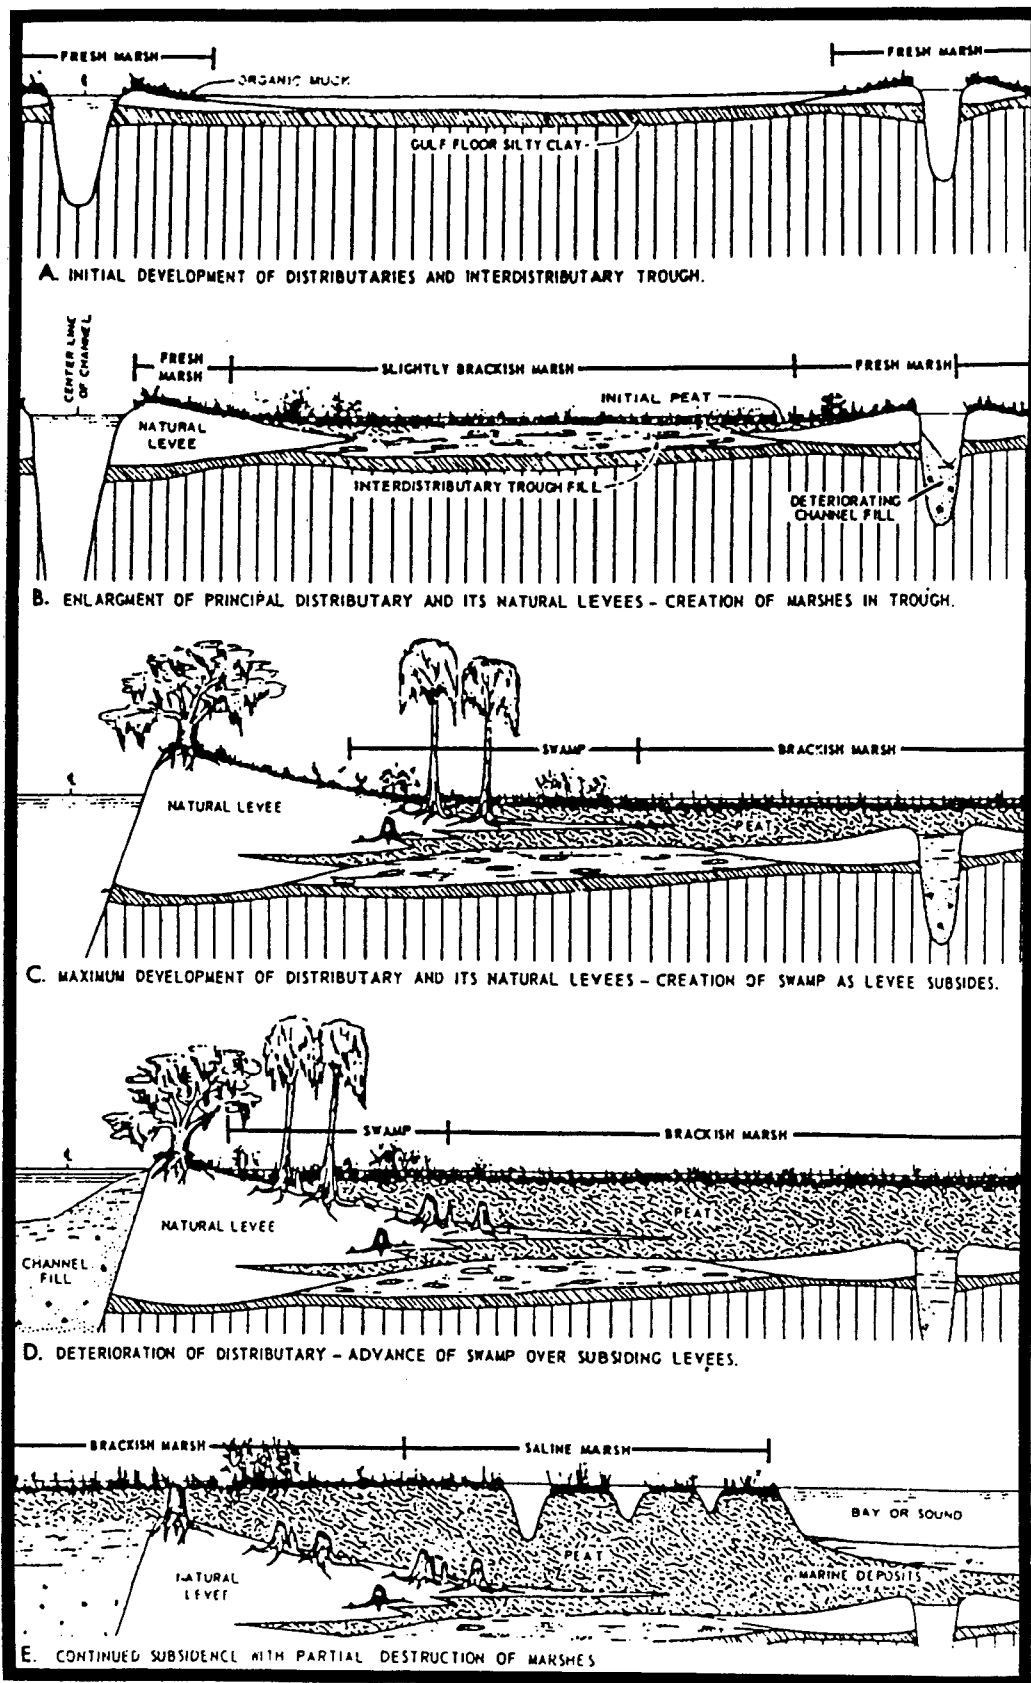 FRESH MARSH
FRESH MARSH
℄
ORGANIC MUCK
GULF FLOOR SILTY CLAY
A. INITIAL DEVELOPMENT OF DISTRIBUTARIES AND INTERDISTRIBUTARY TROUGH.
CENTER LINE
OF CHANNEL
FRESH
MARSH
SLIGHTLY BRACKISH MARSH
FRESH MARSH
INITIAL PEAT
NATURAL
LEVEE
INTERDISTRIBUTARY TROUGH FILL
DETERIORATING
CHANNEL FILL
B. ENLARGMENT OF PRINCIPAL DISTRIBUTARY AND ITS NATURAL LEVEES - CREATION OF MARSHES IN TROUGH.
SWAMP
BRACKISH MARSH
℄
NATURAL LEVEE
PEAT
C. MAXIMUM DEVELOPMENT OF DISTRIBUTARY AND ITS NATURAL LEVEES - CREATION OF SWAMP AS LEVEE SUBSIDES.
SWAMP
BRACKISH MARSH
℄
NATURAL LEVEE
PEAT
CHANNEL
FILL
D. DETERIORATION OF DISTRIBUTARY - ADVANCE OF SWAMP OVER SUBSIDING LEVEES.
BRACKISH MARSH
SALINE MARSH
BAY OR SOUND
PEAT
MARINE DEPOSITS
NATURAL
LEVEE
E. CONTINUED SUBSIDENCE WITH PARTIAL DESTRUCTION OF MARSHES